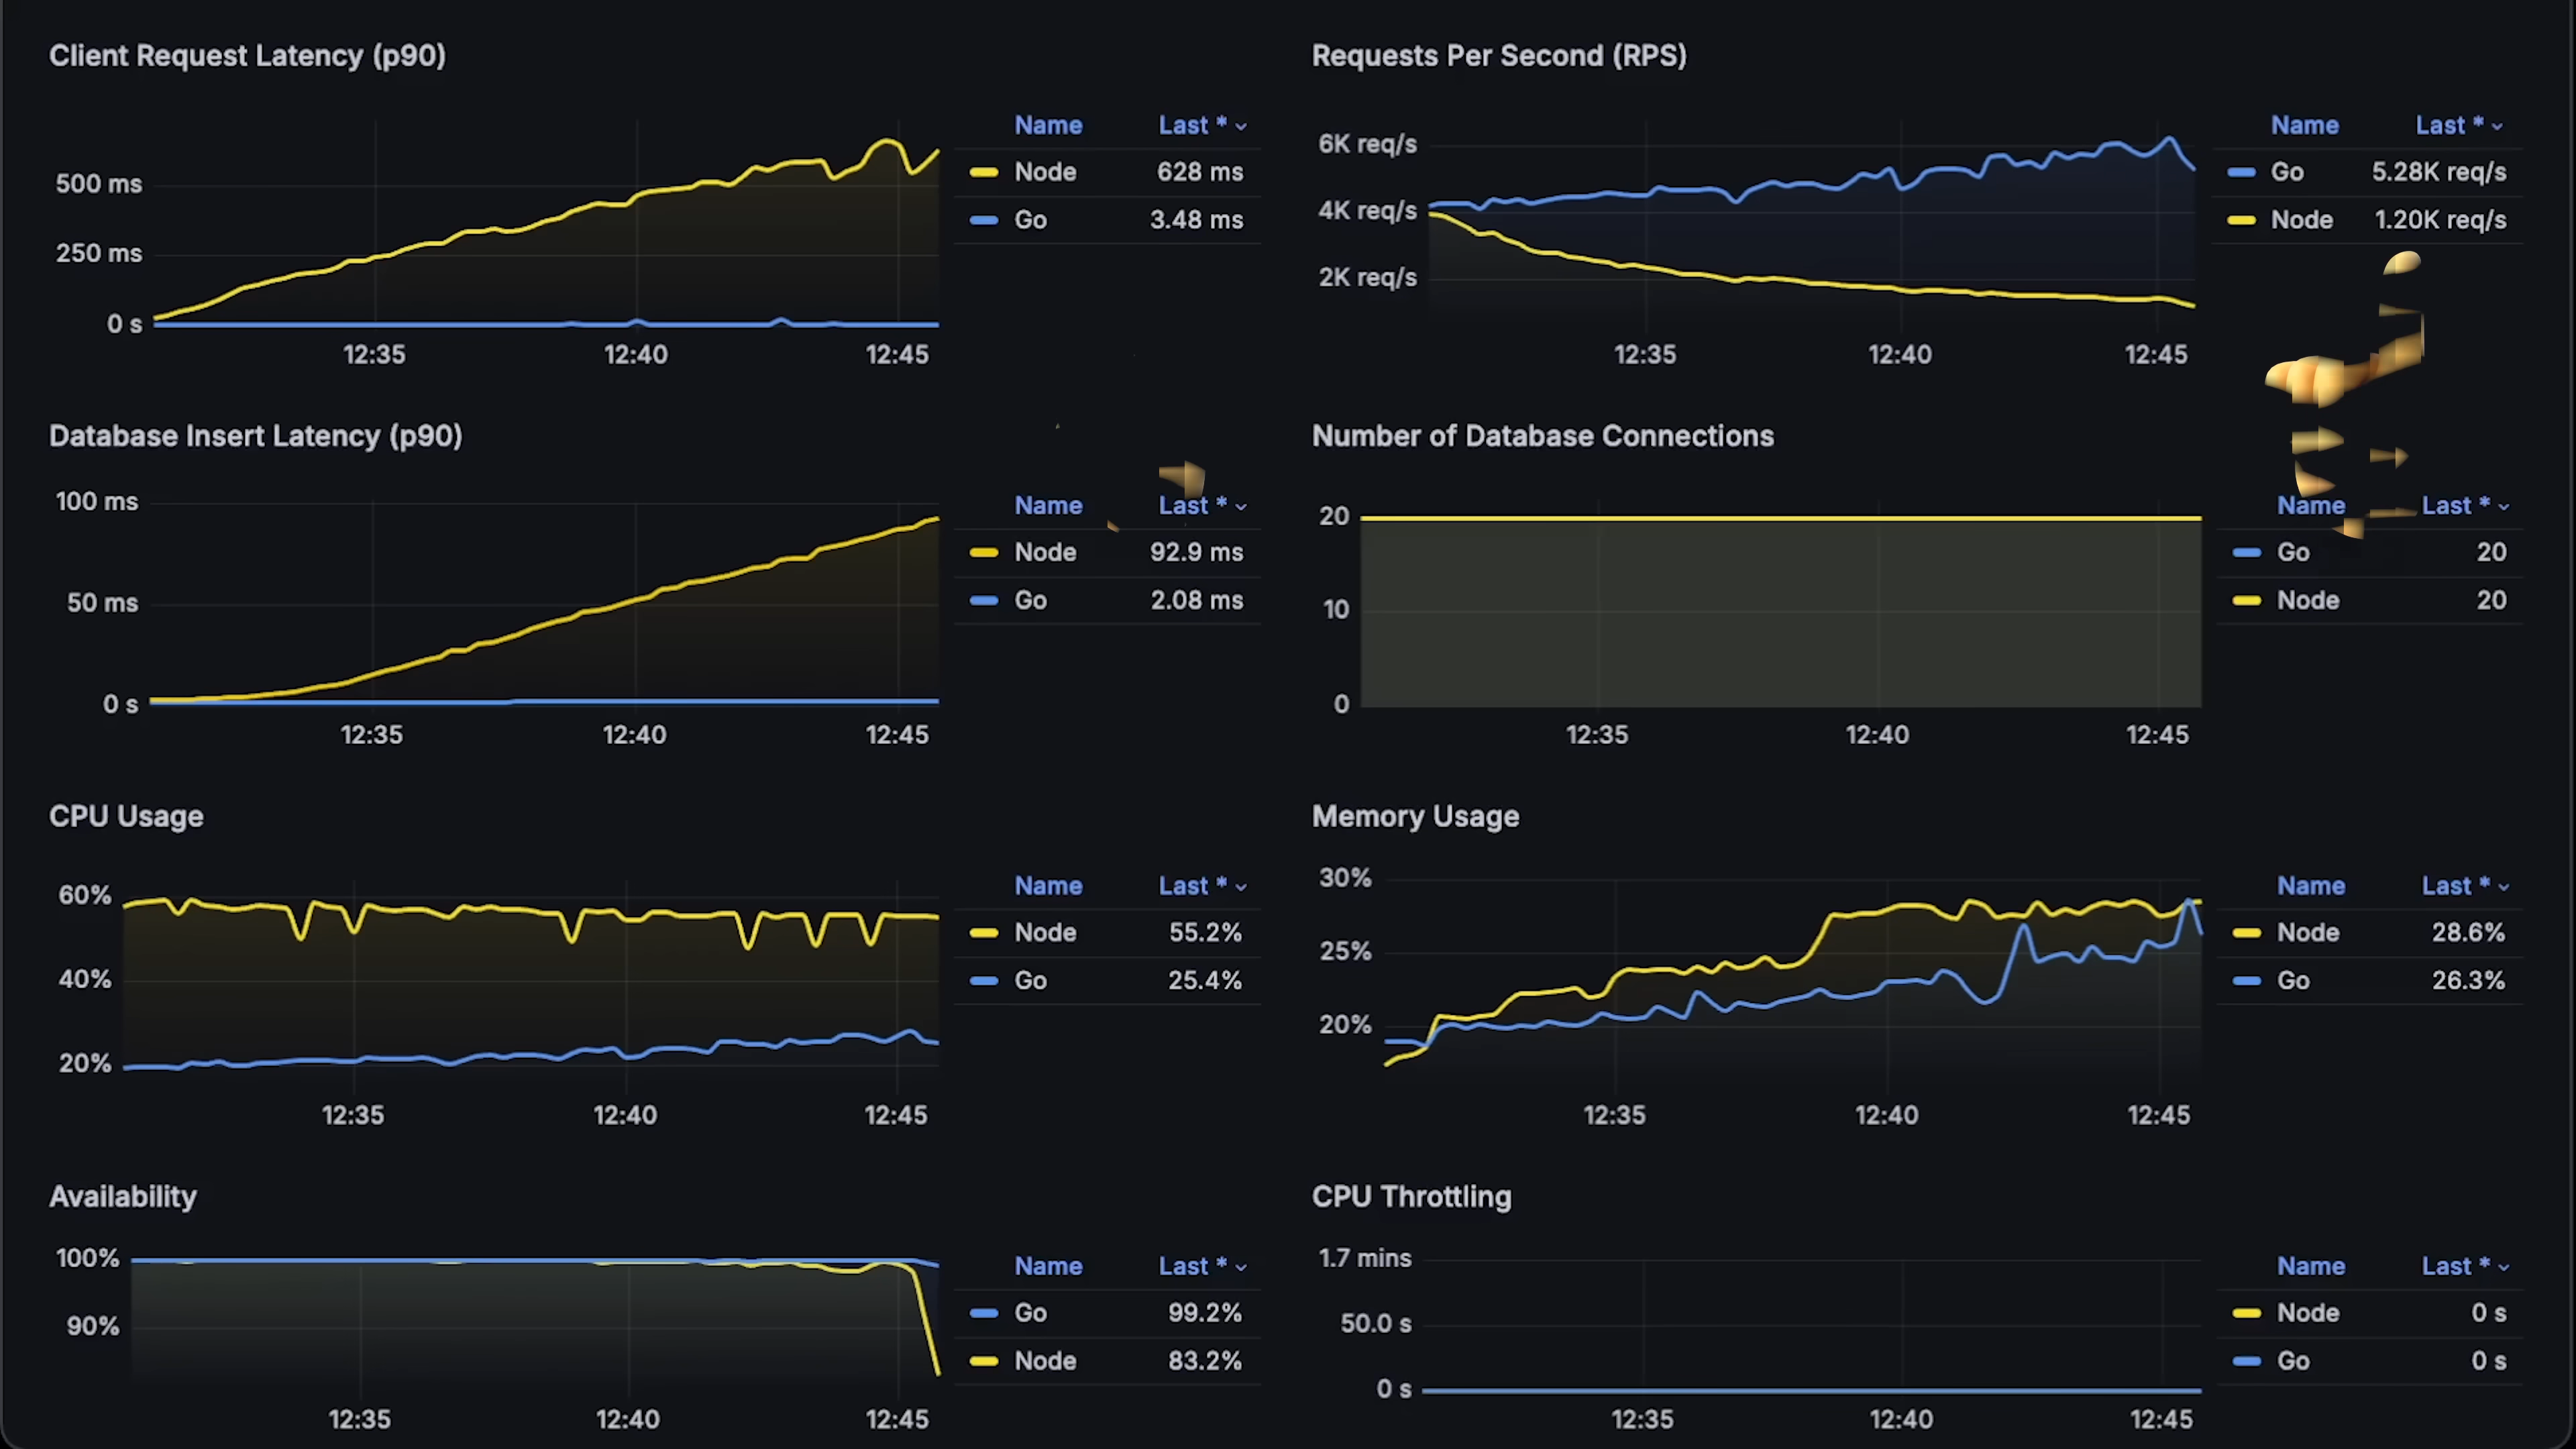 Client Request Latency (p90)
500 ms
250 ms
0 s
12:35 12:40 12:45
Name Last *
Node 628 ms
Go 3.48 ms
Requests Per Second (RPS)
6K req/s
4K req/s
2K req/s
12:35 12:40 12:45
Name Last *
Go 5.28K req/s
Node 1.20K req/s
Database Insert Latency (p90)
100 ms
50 ms
0 s
12:35 12:40 12:45
Name Last *
Node 92.9 ms
Go 2.08 ms
Number of Database Connections
20
10
0
12:35 12:40 12:45
Name Last *
Go 20
Node 20
CPU Usage
60%
40%
20%
12:35 12:40 12:45
Name Last *
Node 55.2%
Go 25.4%
Memory Usage
30%
25%
20%
12:35 12:40 12:45
Name Last *
Node 28.6%
Go 26.3%
Availability
100%
90%
12:35 12:40 12:45
Name Last *
Go 99.2%
Node 83.2%
CPU Throttling
1.7 mins
50.0 s
0 s
12:35 12:40 12:45
Name Last *
Node 0 s
Go 0 s